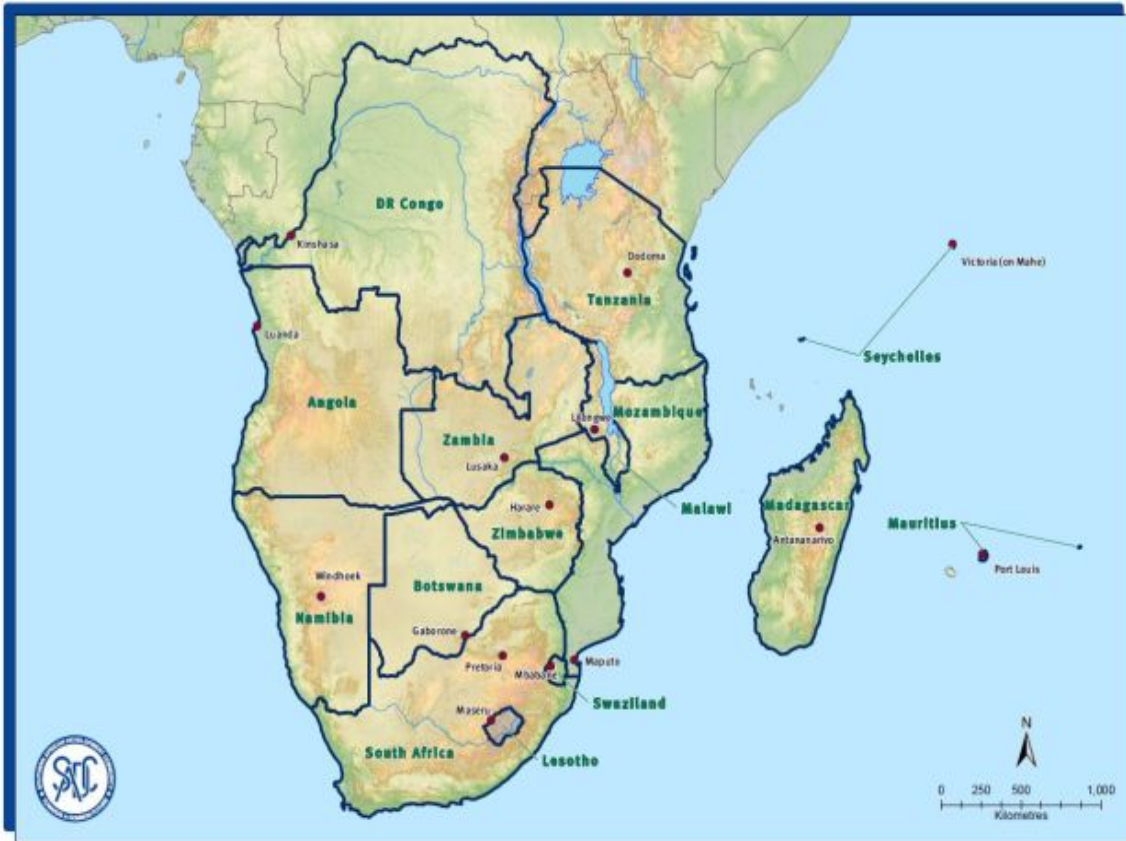 DR Congo
Kinshasa
Dodoma
Tanzania
Victoria (on Mahe)
Seychelles
Luanda
Angola
Mozambique
Lilongwe
Zambia
Lusaka
Malawi
Harare
Zimbabwe
Madagascar
Antananarivo
Mauritius
Port Louis
Windhoek
Namibia
Botswana
Gaborone
Pretoria
Mbabane
Maputo
Swaziland
Maseru
South Africa
Lesotho
SADC
N
0 250 500 1,000
Kilometres